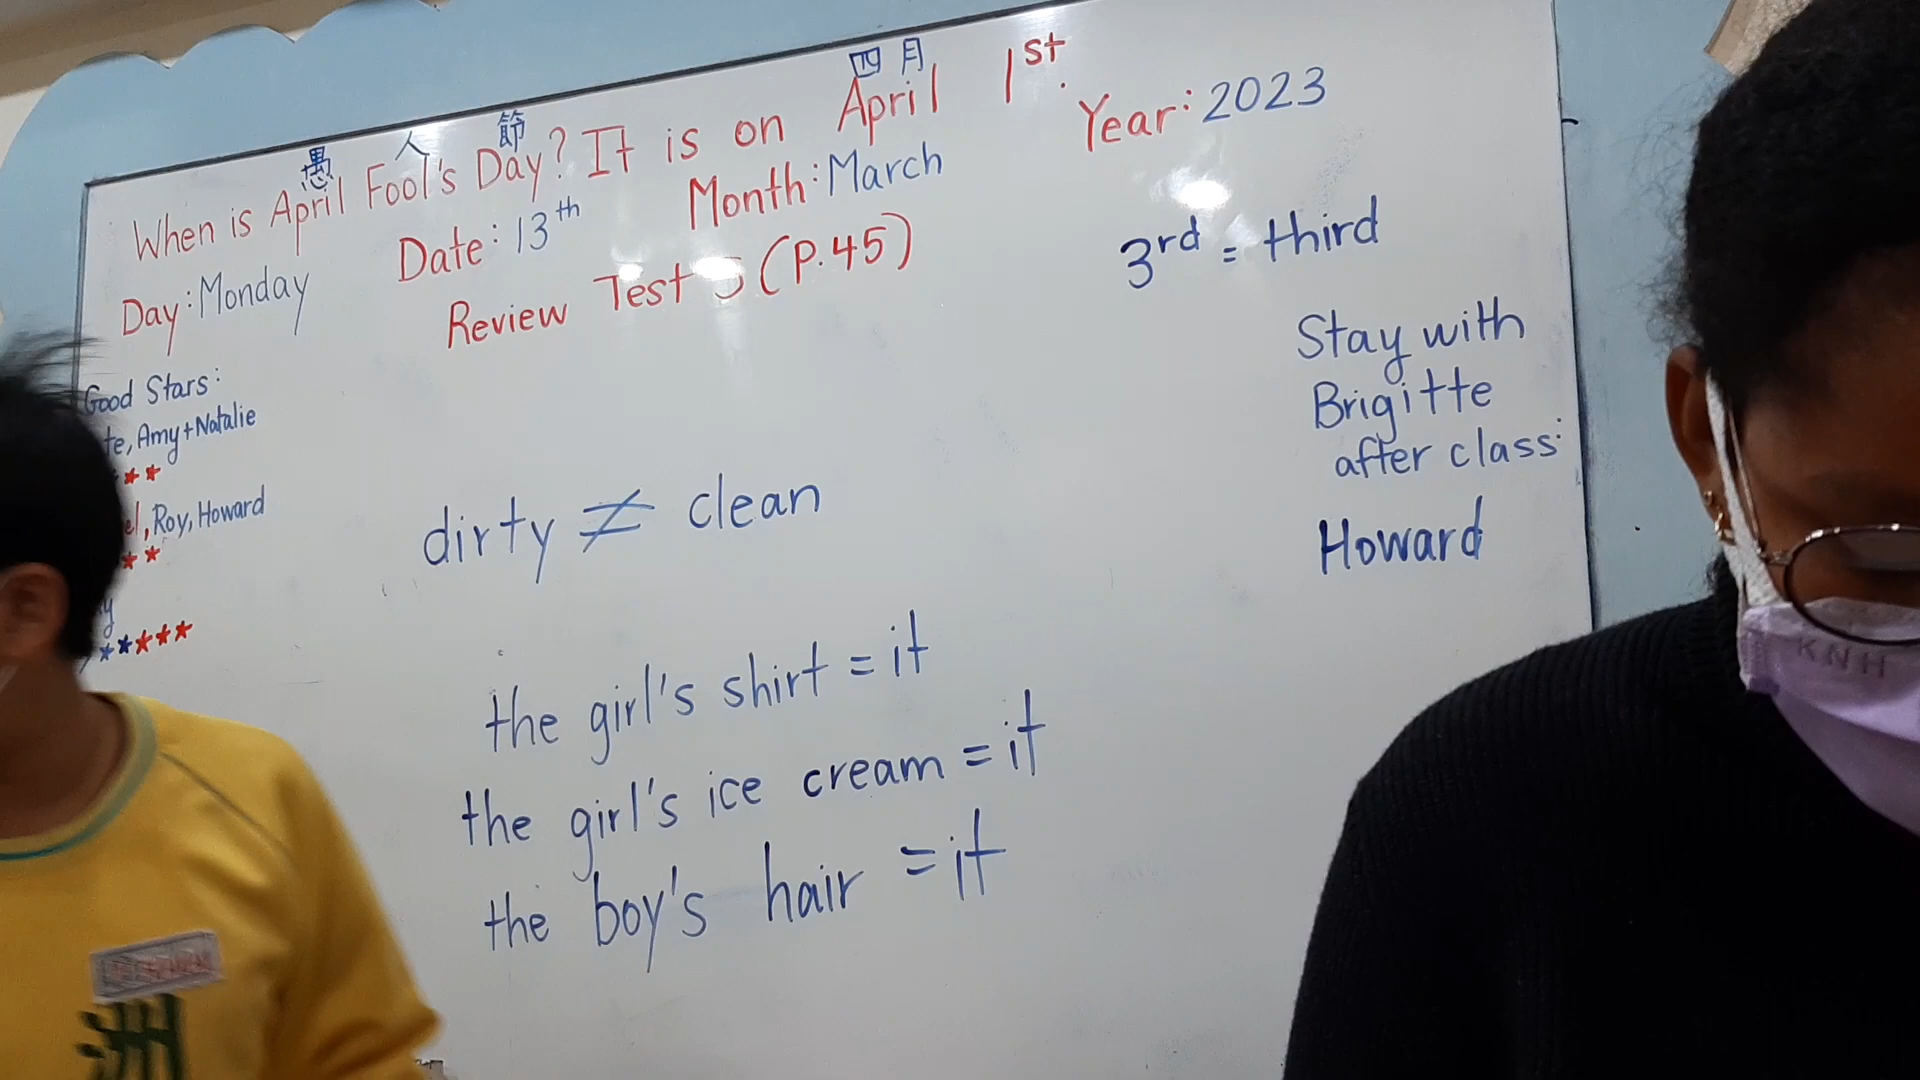 四月
愚人節
When is April Fool's Day? It is on April 1st.
Day: Monday Date: 13th Month: March Year: 2023
Review Test 5 (P.45)
3rd = third
Good Stars:
Amy + Natalie
Roy, Howard
Stay with
Brigitte
after class:
Howard
dirty ≠ clean
the girl's shirt = it
the girl's ice cream = it
the boy's hair = it
KNH